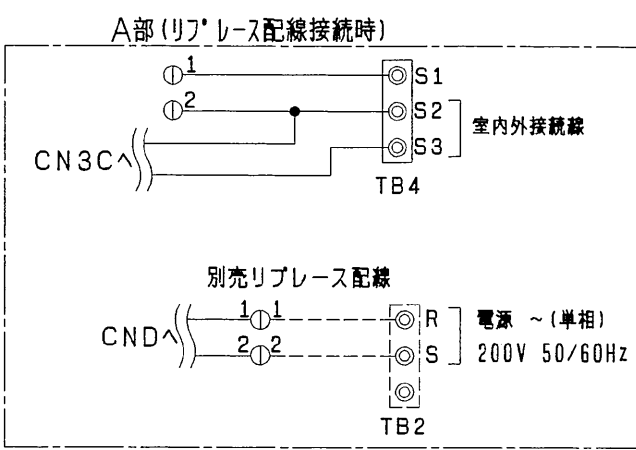 A部(リプレース配線接続時)
1
S1
2
S2
室内外接続線
S3
CN3Cへ
TB4
別売リプレース配線
1 1
R
電源 ~(単相)
CNDへ
2 2
S
200V 50/60Hz
TB2